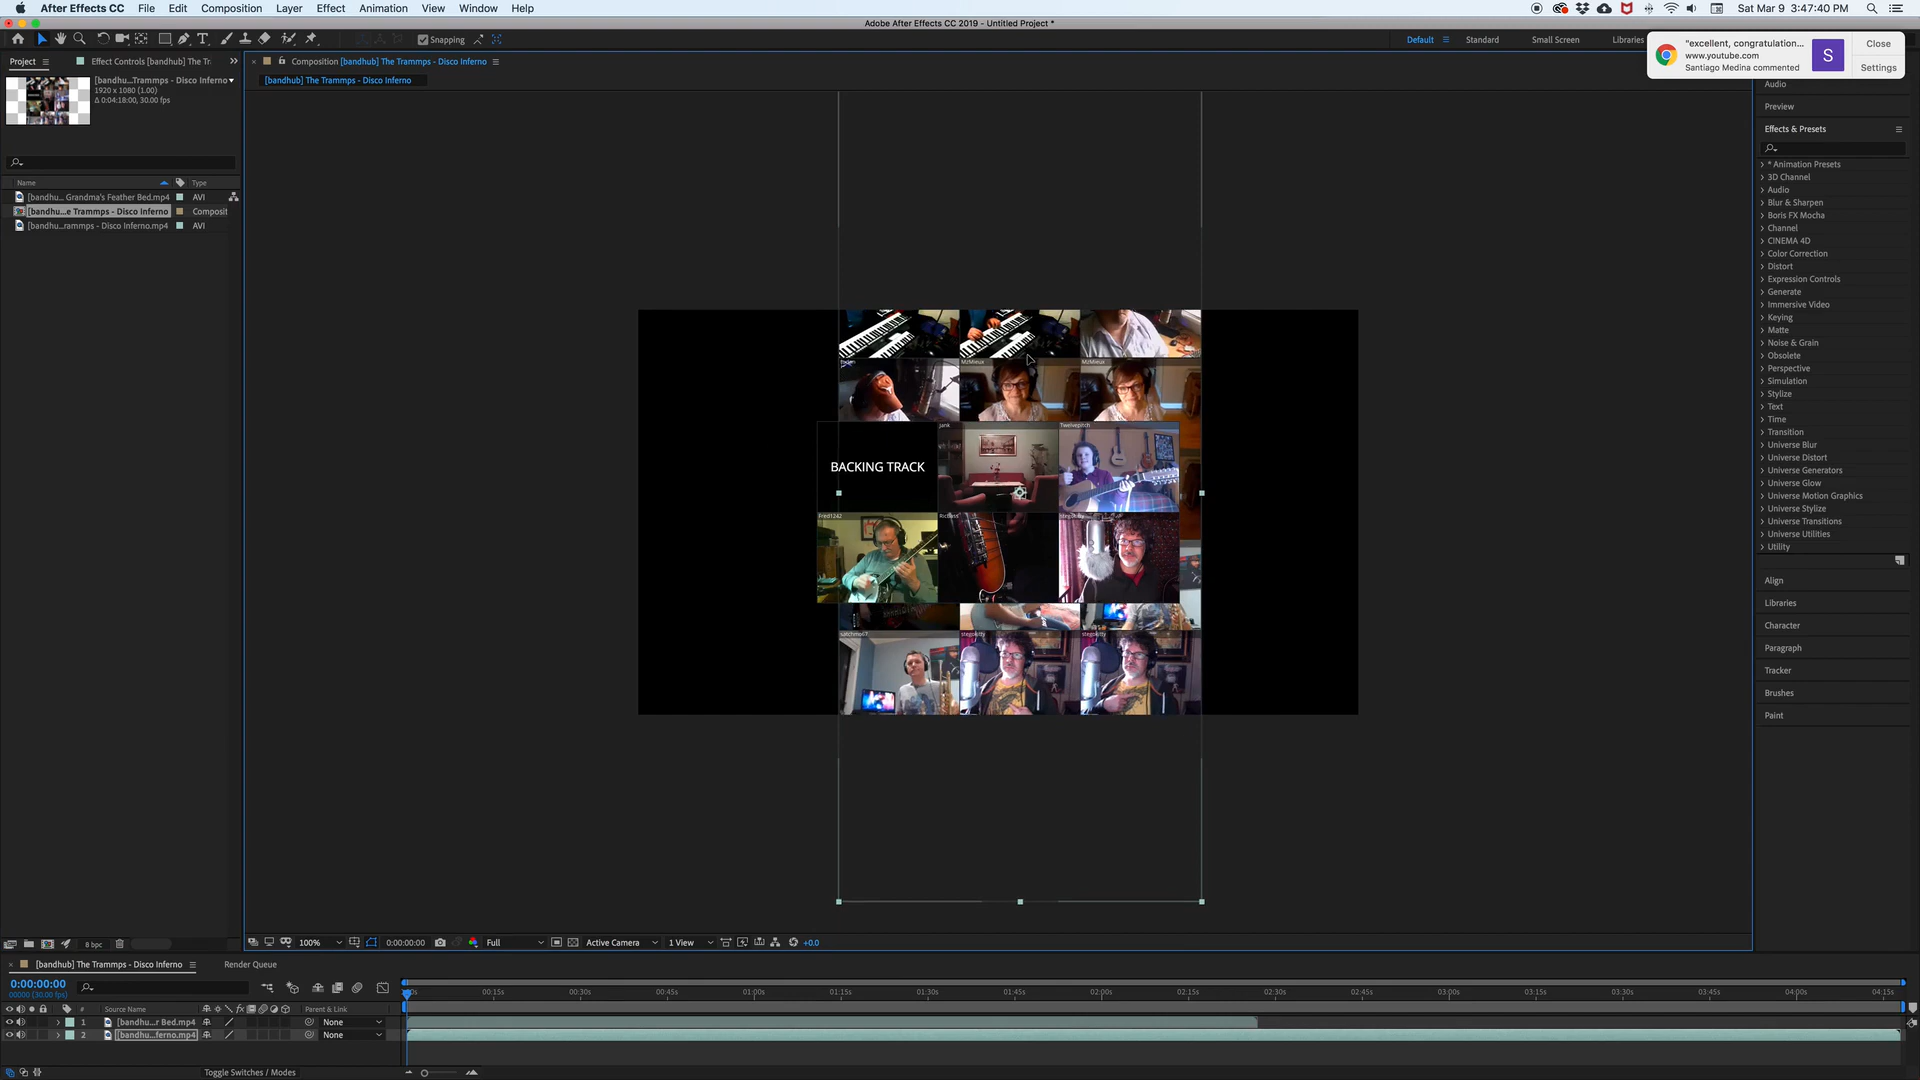 After Effects CC File Edit Composition Layer Effect Animation View Window Help
Sat Mar 9 3:47:40 PM
Adobe After Effects CC 2019 - Untitled Project *
Snapping
Default Standard Small Screen Libraries
"excellent, congratulation...
www.youtube.com
Santiago Medina commented
S
Close
Settings
Project
Effect Controls [bandhub] The Tr
Composition [bandhub] The Trammps - Disco Inferno
[bandhub] The Trammps - Disco Inferno
[bandhu...Trammps - Disco Inferno
1920 x 1080 (1.00)
Δ 0:04:18:00, 30.00 fps
Name Type
[bandhu... Grandma's Feather Bed.mp4 AVI
[bandhu...e Trammps - Disco Inferno Composit
[bandhu...rammps - Disco Inferno.mp4 AVI
MzMieux
MzMieux
Jank
Twelvepitch
BACKING TRACK
Fred1242
stegokitty
satchmo67
stegokitty
stegokitty
Audio
Preview
Effects & Presets
* Animation Presets
3D Channel
Audio
Blur & Sharpen
Boris FX Mocha
Channel
CINEMA 4D
Color Correction
Distort
Expression Controls
Generate
Immersive Video
Keying
Matte
Noise & Grain
Obsolete
Perspective
Simulation
Stylize
Text
Time
Transition
Universe Blur
Universe Distort
Universe Generators
Universe Glow
Universe Motion Graphics
Universe Stylize
Universe Transitions
Universe Utilities
Utility
Align
Libraries
Character
Paragraph
Tracker
Brushes
Paint
8 bpc
100% 0:00:00:00 Full Active Camera 1 View +0.0
[bandhub] The Trammps - Disco Inferno Render Queue
0:00:00:00
00000 (30.00 fps)
00:15s 00:30s 00:45s 01:00s 01:15s 01:30s 01:45s 02:00s 02:15s 02:30s 02:45s 03:00s 03:15s 03:30s 03:45s 04:00s 04:15s
# Source Name Parent & Link
1 [bandhu...r Bed.mp4 None
2 [bandhu...ferno.mp4] None
Toggle Switches / Modes